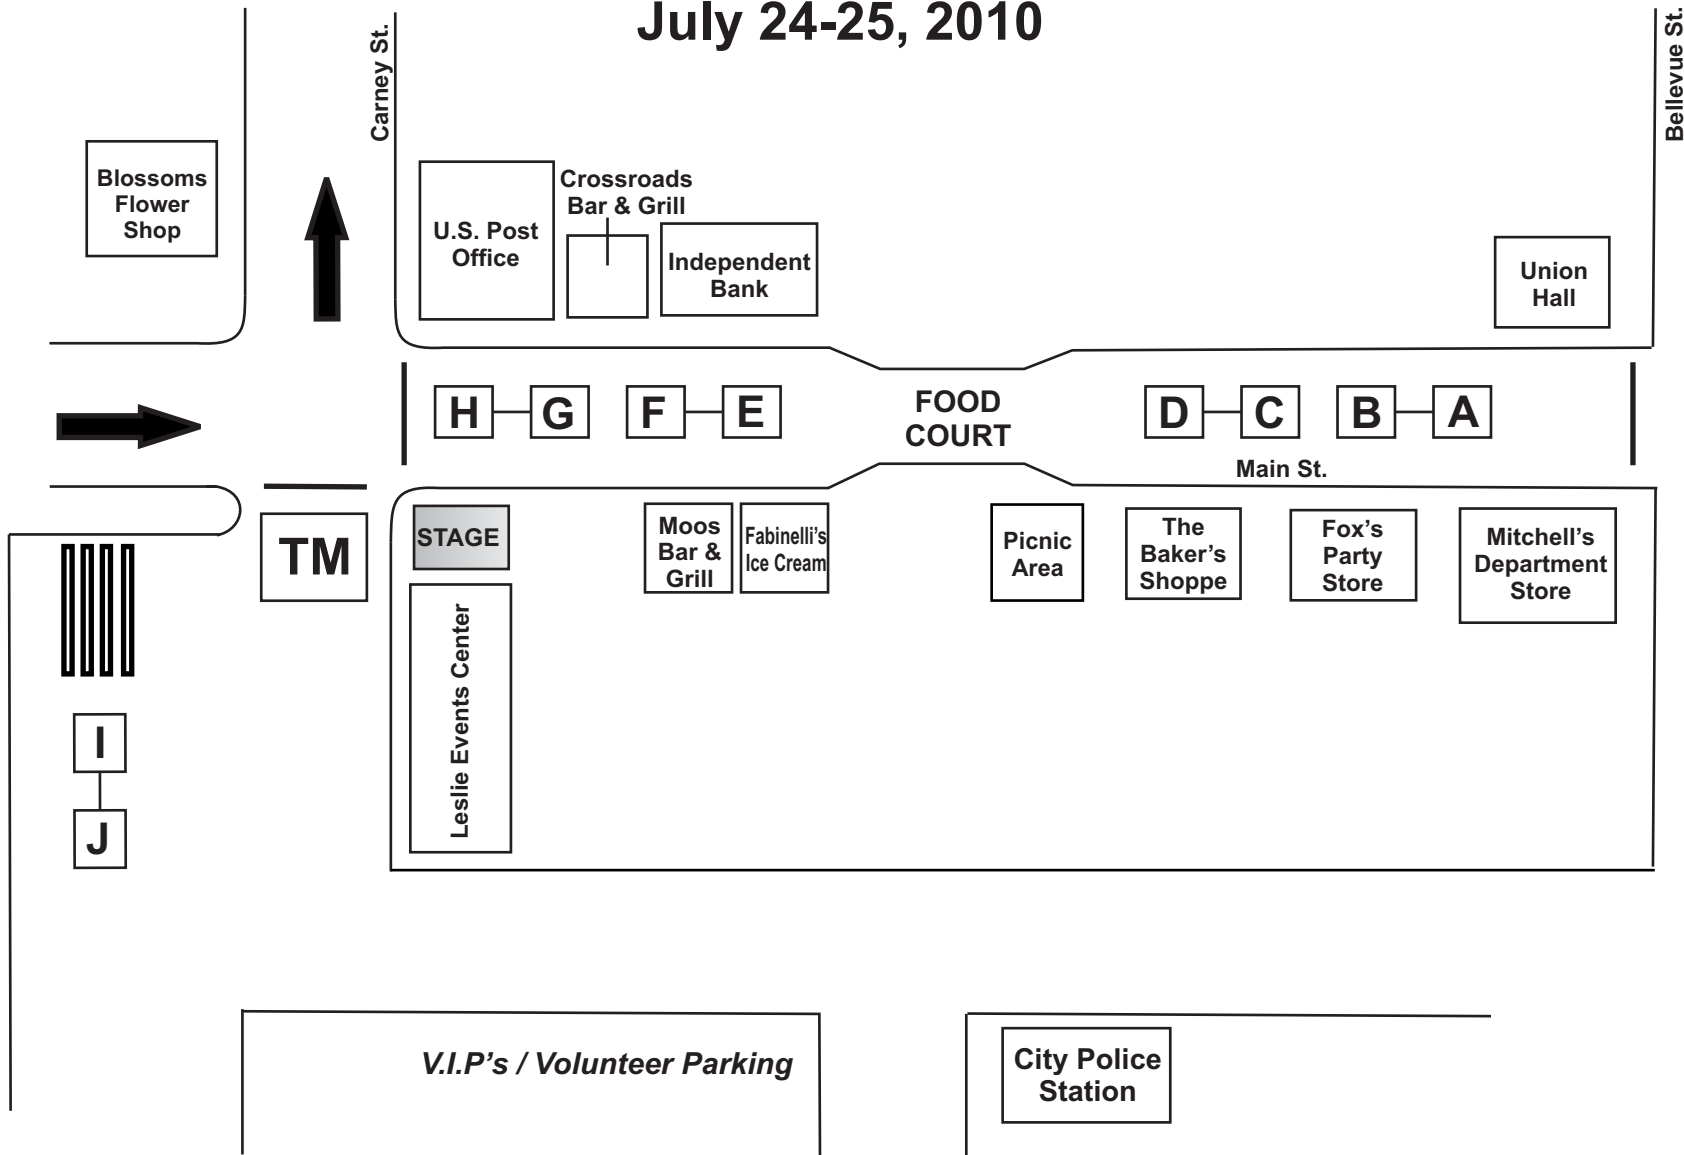 July 24-25, 2010
Carney St.
Bellevue St.
Blossoms
Flower
Shop
U.S. Post
Office
Crossroads
Bar & Grill
Independent
Bank
Union
Hall
H
G
F
E
FOOD
COURT
D
C
B
A
Main St.
TM
STAGE
Moos
Bar &
Grill
Fabinelli's
Ice Cream
Picnic
Area
The
Baker's
Shoppe
Fox's
Party
Store
Mitchell's
Department
Store
Leslie Events Center
I
J
V.I.P's / Volunteer Parking
City Police
Station